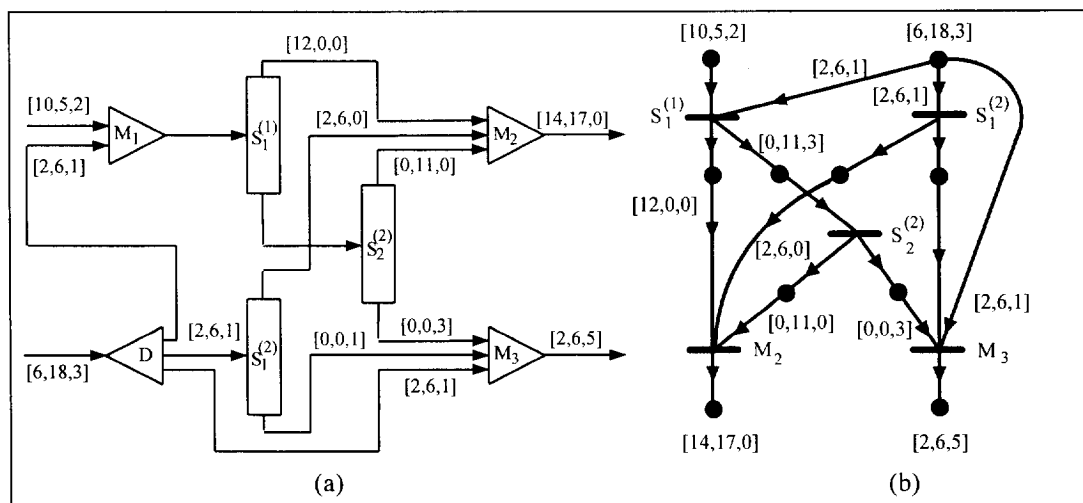 [12,0,0]
[10,5,2]
M1
S1(1)
[2,6,0]
M2
[14,17,0]
[2,6,1]
[0,11,0]
S2(2)
[2,6,1]
[0,0,3]
D
S1(2)
[0,0,1]
M3
[2,6,5]
[6,18,3]
[2,6,1]
(a)
[10,5,2]
[6,18,3]
[2,6,1]
[2,6,1]
S1(1)
S1(2)
[0,11,3]
[12,0,0]
S2(2)
[2,6,0]
[2,6,1]
[0,11,0]
[0,0,3]
M2
M3
[14,17,0]
[2,6,5]
(b)